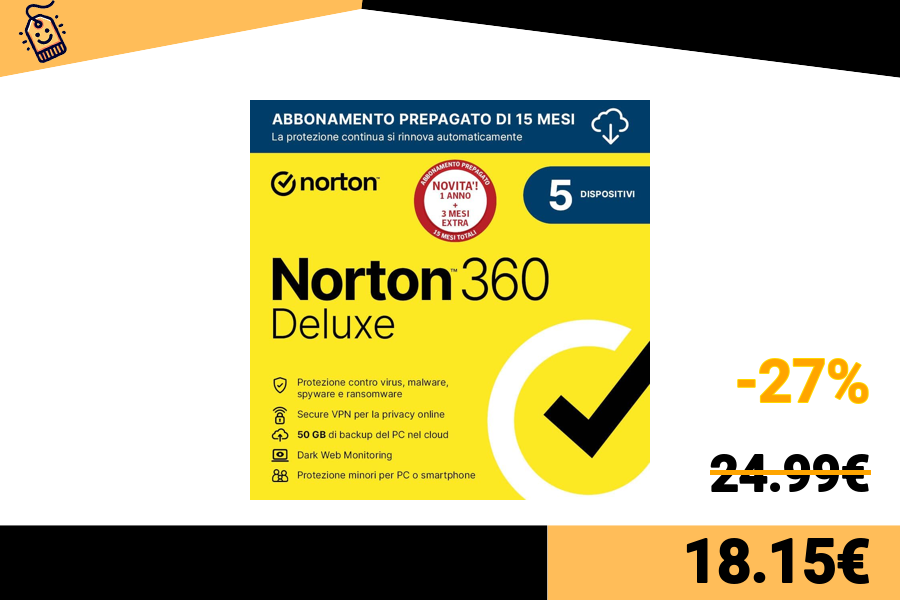 ABBONAMENTO PREPAGATO DI 15 MESI
La protezione continua si rinnova automaticamente
norton
ABBONAMENTO PREPAGATO
NOVITA'!
1 ANNO
+
3 MESI
EXTRA
15 MESI TOTALI
5 DISPOSITIVI
Norton™ 360
Deluxe
Protezione contro virus, malware,
spyware e ransomware
Secure VPN per la privacy online
50 GB di backup del PC nel cloud
Dark Web Monitoring
Protezione minori per PC o smartphone
-27%
24.99€
18.15€